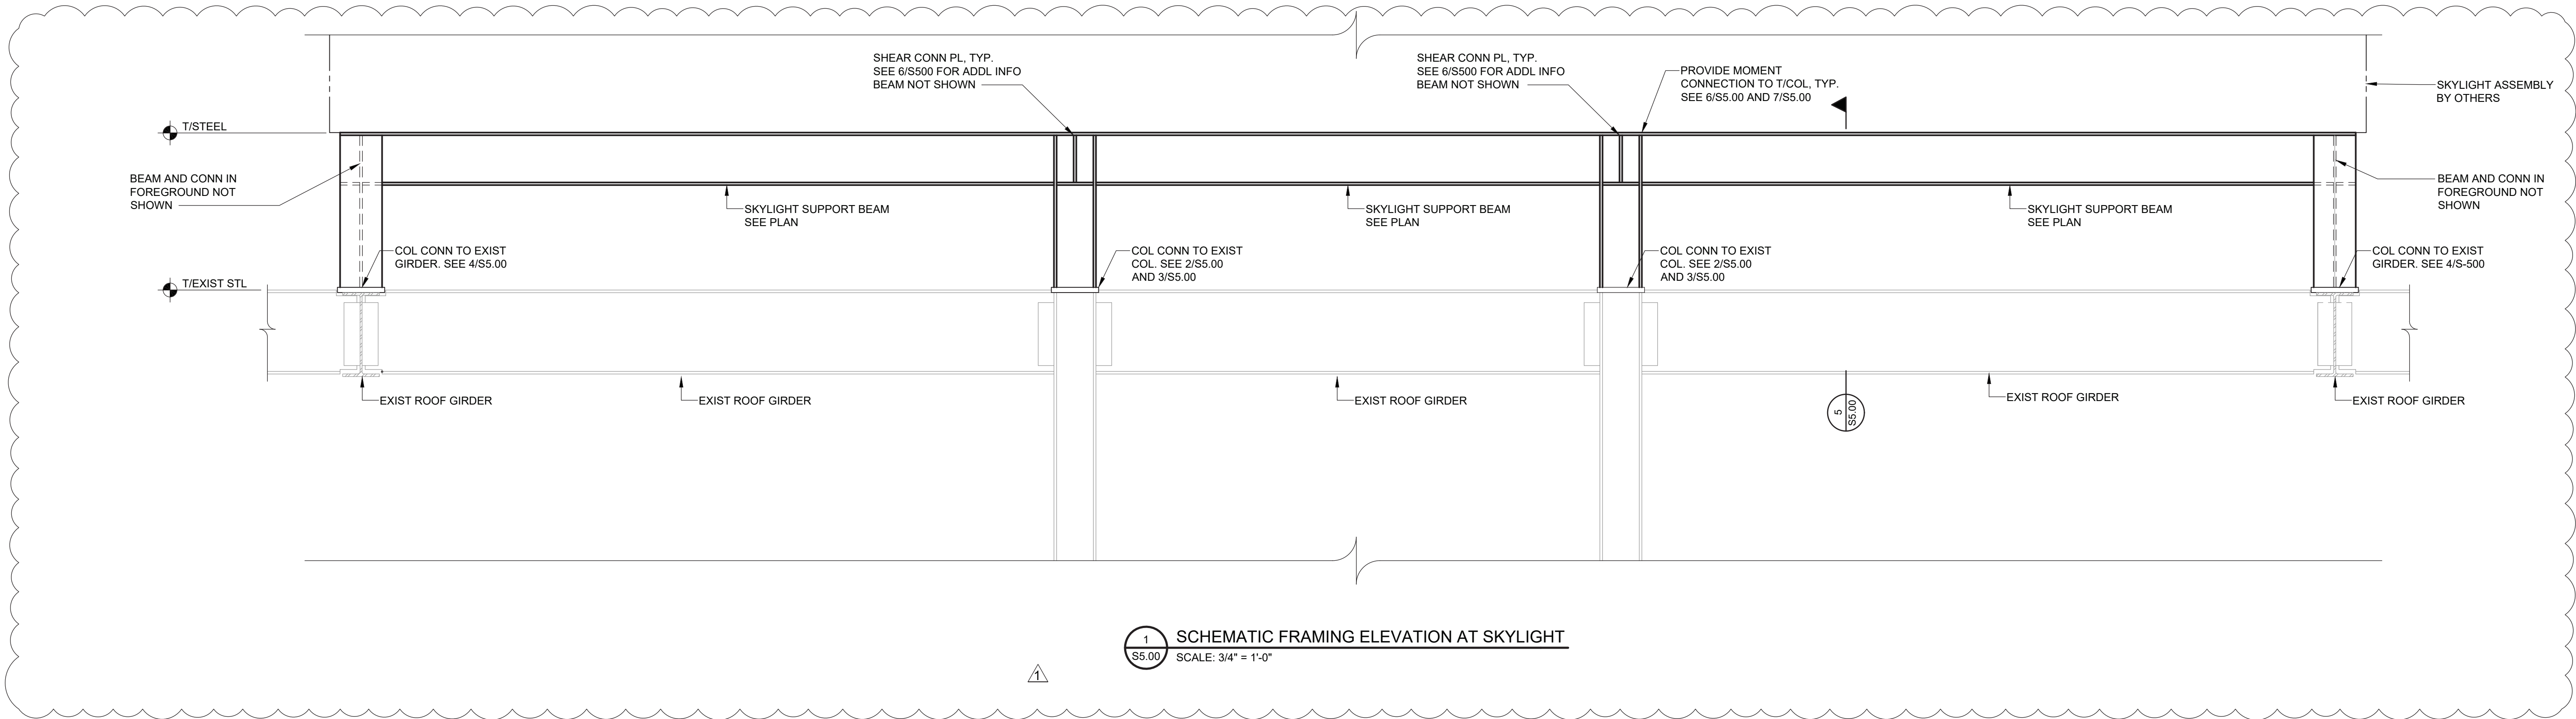 SHEAR CONN PL, TYP.
SEE 6/S500 FOR ADDL INFO
BEAM NOT SHOWN
SHEAR CONN PL, TYP.
SEE 6/S500 FOR ADDL INFO
BEAM NOT SHOWN
PROVIDE MOMENT
CONNECTION TO T/COL, TYP.
SEE 6/S5.00 AND 7/S5.00
SKYLIGHT ASSEMBLY
BY OTHERS
T/STEEL
BEAM AND CONN IN
FOREGROUND NOT
SHOWN
BEAM AND CONN IN
FOREGROUND NOT
SHOWN
SKYLIGHT SUPPORT BEAM
SEE PLAN
SKYLIGHT SUPPORT BEAM
SEE PLAN
SKYLIGHT SUPPORT BEAM
SEE PLAN
COL CONN TO EXIST
GIRDER. SEE 4/S5.00
COL CONN TO EXIST
COL. SEE 2/S5.00
AND 3/S5.00
COL CONN TO EXIST
COL. SEE 2/S5.00
AND 3/S5.00
COL CONN TO EXIST
GIRDER. SEE 4/S-500
T/EXIST STL
EXIST ROOF GIRDER
EXIST ROOF GIRDER
EXIST ROOF GIRDER
EXIST ROOF GIRDER
EXIST ROOF GIRDER
5
S5.00
1
S5.00
SCHEMATIC FRAMING ELEVATION AT SKYLIGHT
SCALE: 3/4" = 1'-0"
1